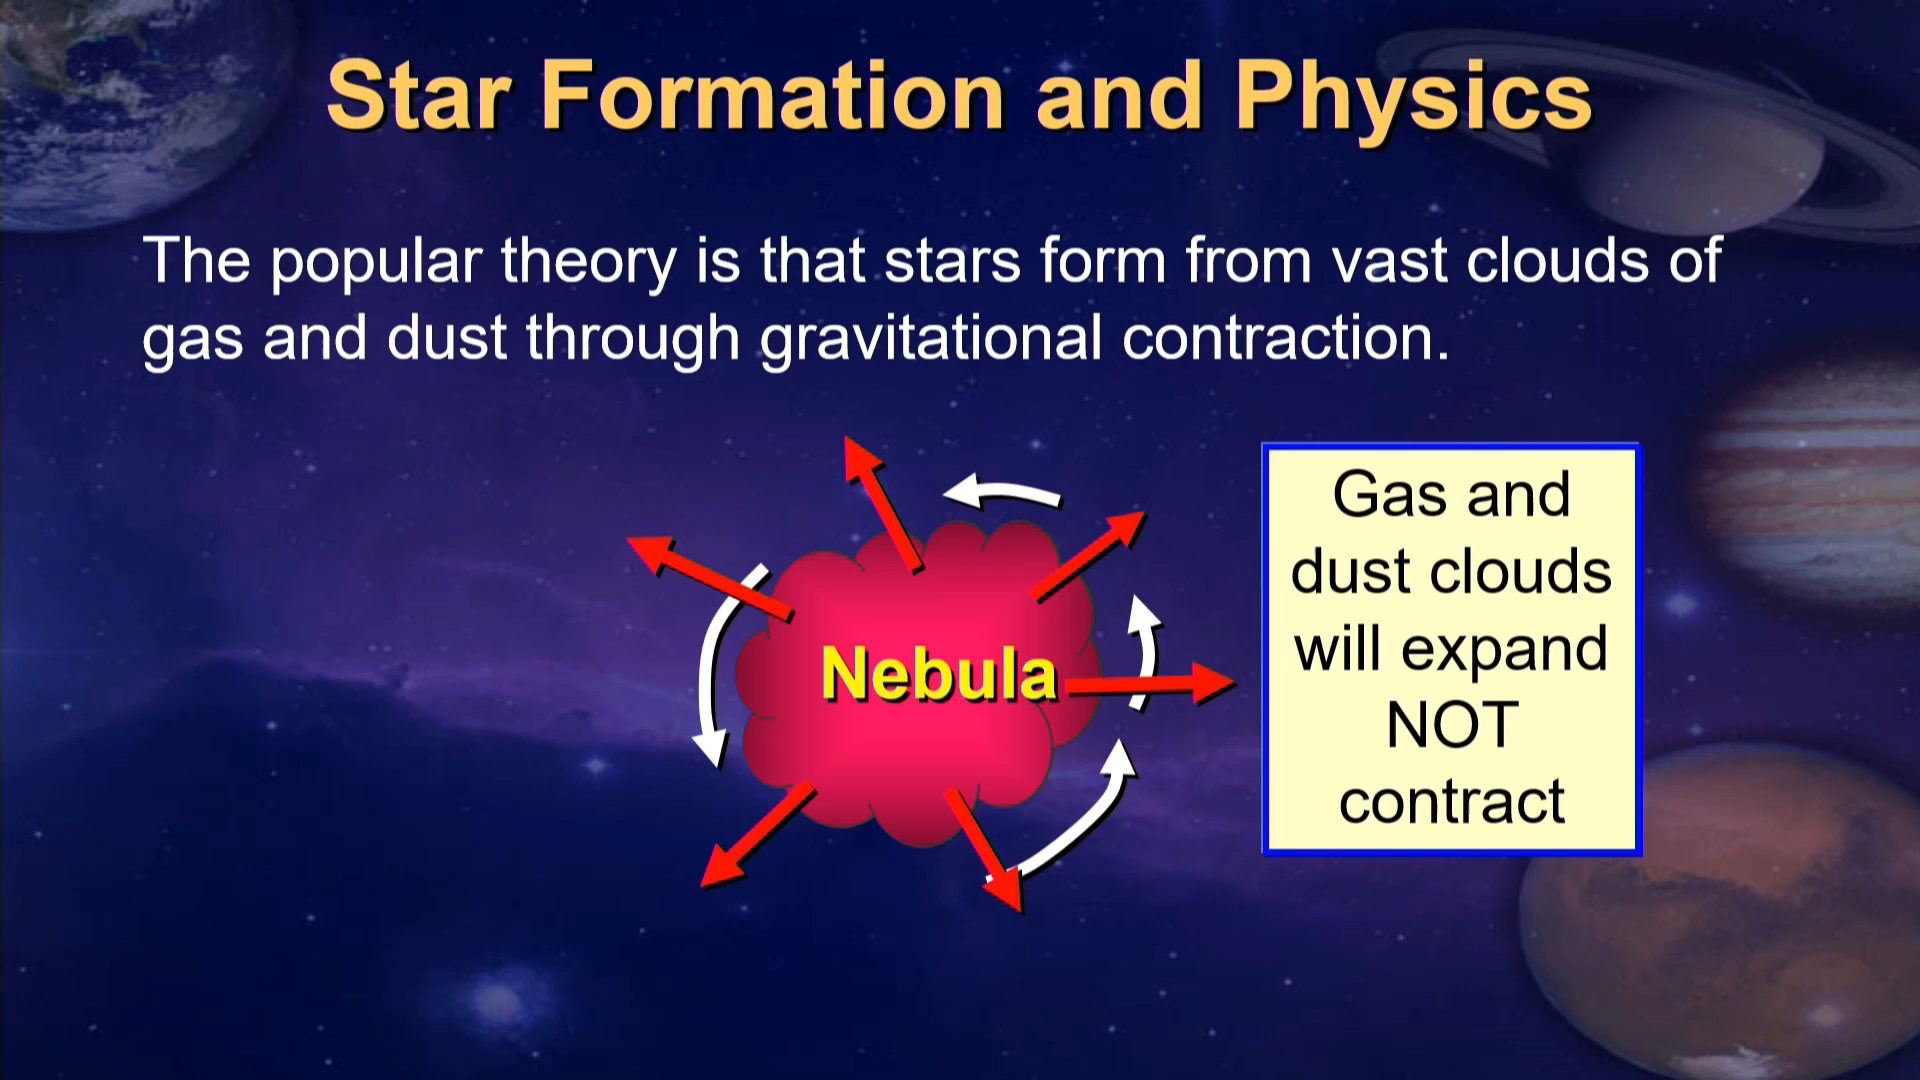 Star Formation and Physics
The popular theory is that stars form from vast clouds of
gas and dust through gravitational contraction.
Nebula
Gas and
dust clouds
will expand
NOT
contract